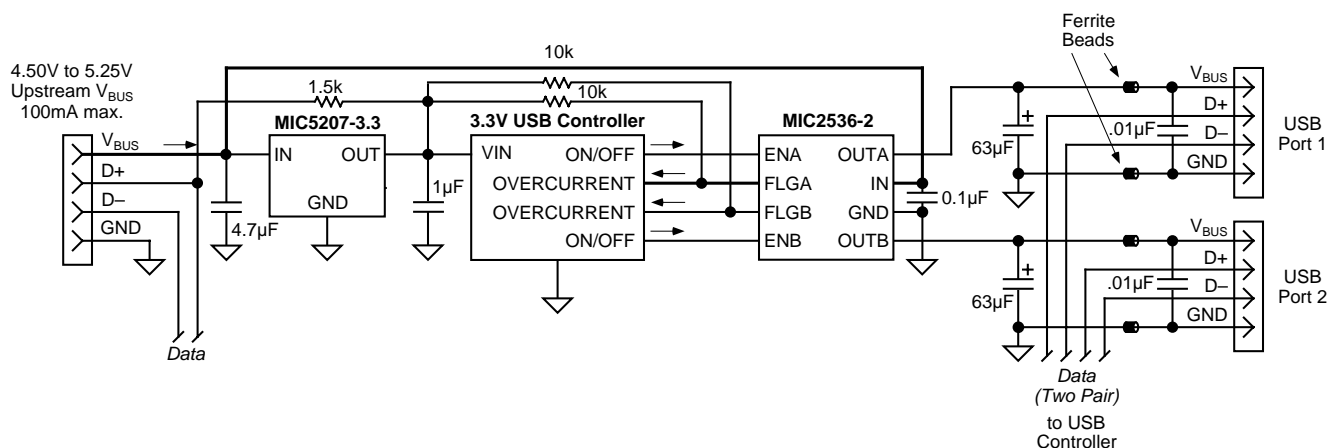 4.50V to 5.25V
Upstream VBUS
100mA max.
VBUS
D+
D–
GND
Data
4.7µF
1.5k
10k
10k
MIC5207-3.3
IN
OUT
GND
1µF
3.3V USB Controller
VIN
ON/OFF
OVERCURRENT
OVERCURRENT
ON/OFF
MIC2536-2
ENA
OUTA
FLGA
IN
FLGB
GND
ENB
OUTB
0.1µF
Ferrite
Beads
+
63µF
.01µF
VBUS
D+
D–
GND
USB
Port 1
+
63µF
.01µF
VBUS
D+
D–
GND
USB
Port 2
Data
(Two Pair)
to USB
Controller